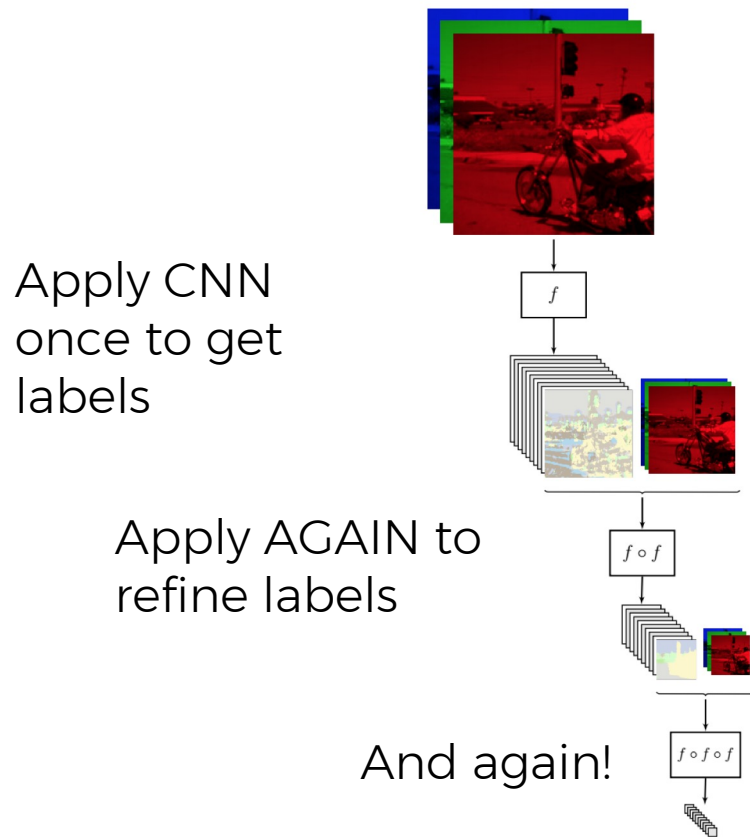 f
Apply CNN
once to get
labels
Apply AGAIN to
refine labels
f ∘ f
And again!
f ∘ f ∘ f